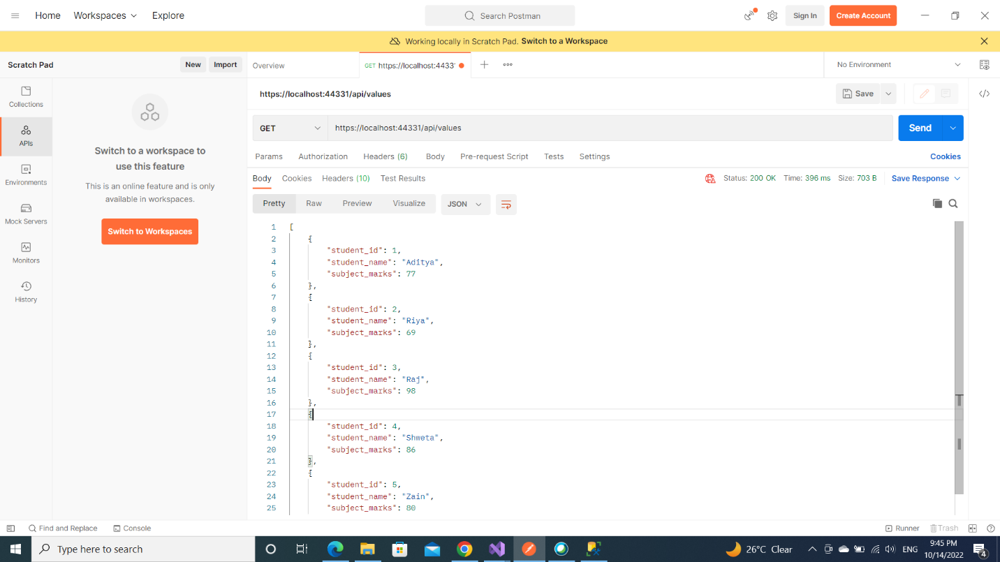 Home Workspaces Explore Search Postman Sign In Create Account
Working locally in Scratch Pad. Switch to a Workspace
Scratch Pad New Import Overview GET https://localhost:4433 No Environment
https://localhost:44331/api/values Save
GET https://localhost:44331/api/values Send
Params Authorization Headers (6) Body Pre-request Script Tests Settings Cookies
Body Cookies Headers (10) Test Results Status: 200 OK Time: 396 ms Size: 703 B Save Response
Pretty Raw Preview Visualize JSON
Collections
APIs
Environments
Mock Servers
Monitors
History
Switch to a workspace to
use this feature
This is an online feature and is only
available in workspaces.
Switch to Workspaces
1 [
2 {
3 "student_id": 1,
4 "student_name": "Aditya",
5 "subject_marks": 77
6 },
7 {
8 "student_id": 2,
9 "student_name": "Riya",
10 "subject_marks": 69
11 },
12 {
13 "student_id": 3,
14 "student_name": "Raj",
15 "subject_marks": 98
16 },
17 {
18 "student_id": 4,
19 "student_name": "Shweta",
20 "subject_marks": 86
21 },
22 {
23 "student_id": 5,
24 "student_name": "Zain",
25 "subject_marks": 80
Find and Replace Console Runner Trash
Type here to search 26°C Clear ENG 9:45 PM
10/14/2022 4